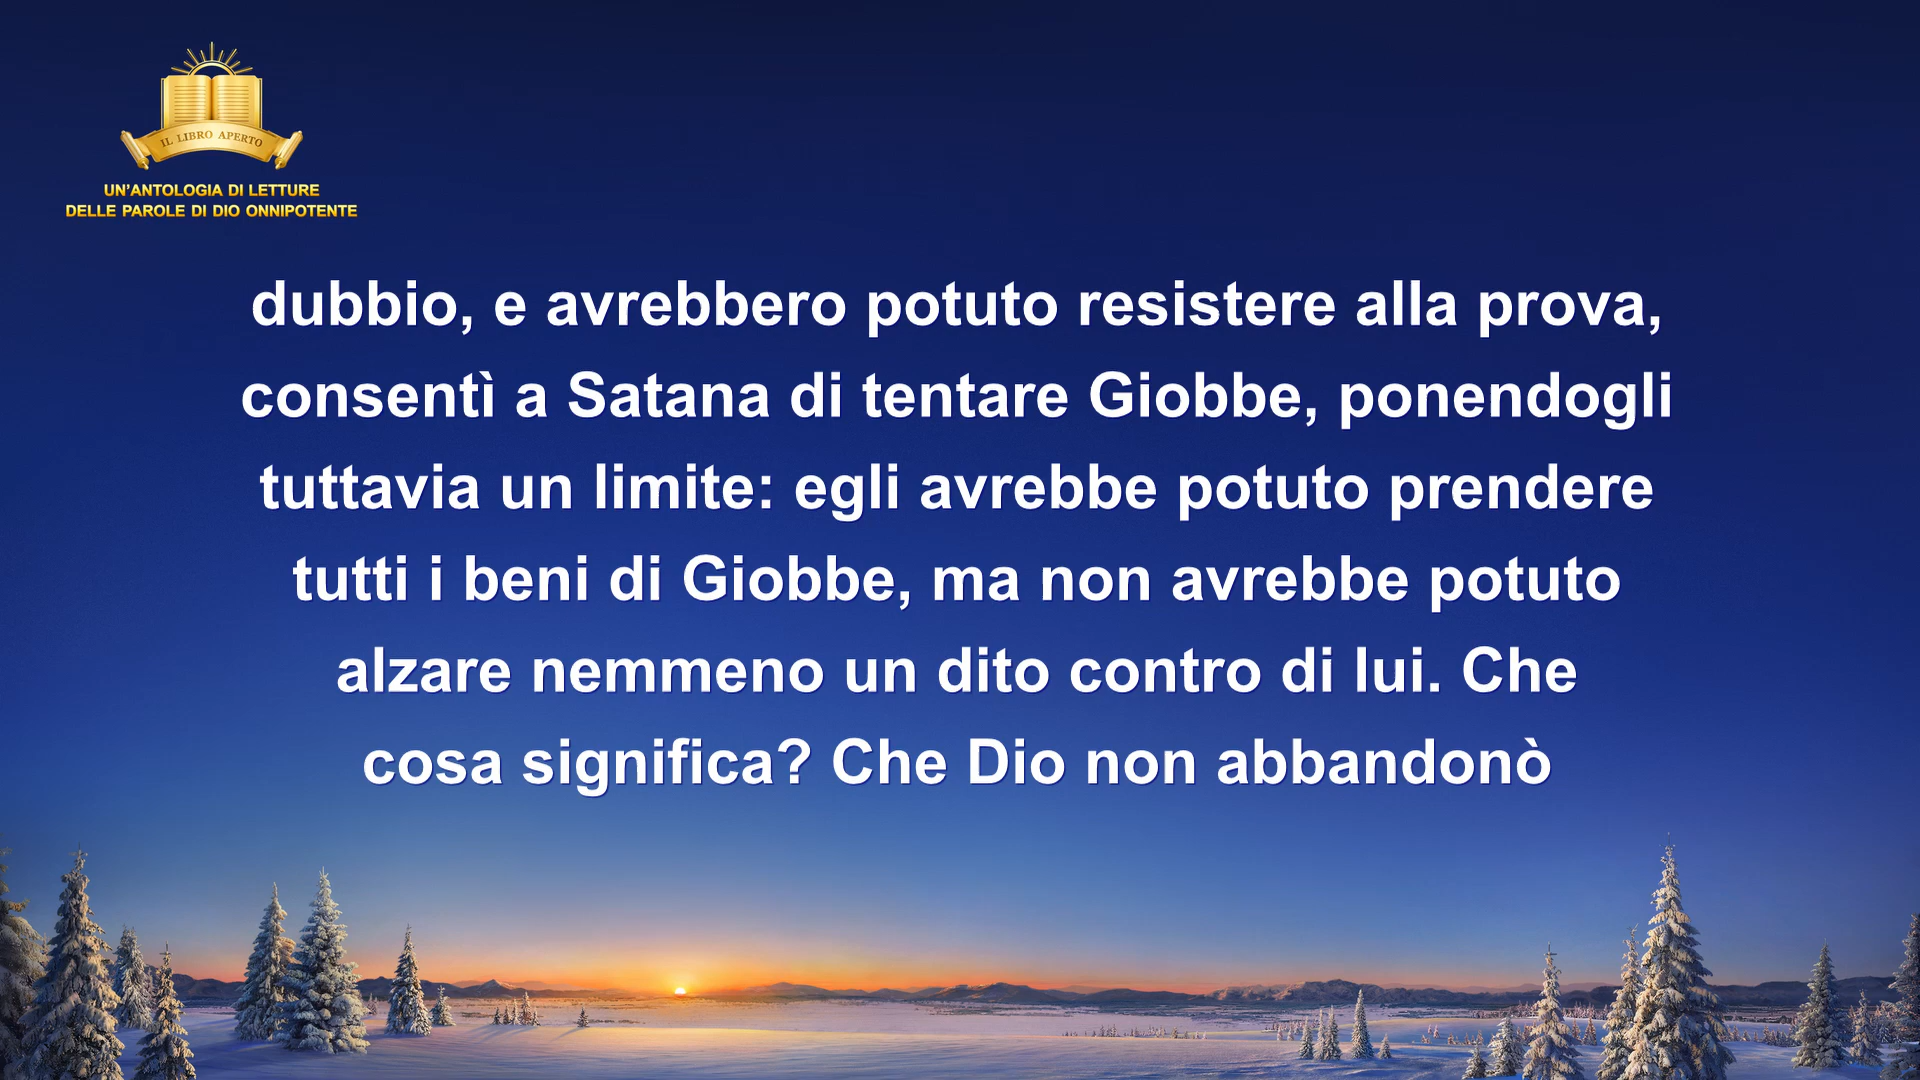 IL LIBRO APERTO
UN'ANTOLOGIA DI LETTURE
DELLE PAROLE DI DIO ONNIPOTENTE
dubbio, e avrebbero potuto resistere alla prova,
consentì a Satana di tentare Giobbe, ponendogli
tuttavia un limite: egli avrebbe potuto prendere
tutti i beni di Giobbe, ma non avrebbe potuto
alzare nemmeno un dito contro di lui. Che
cosa significa? Che Dio non abbandonò